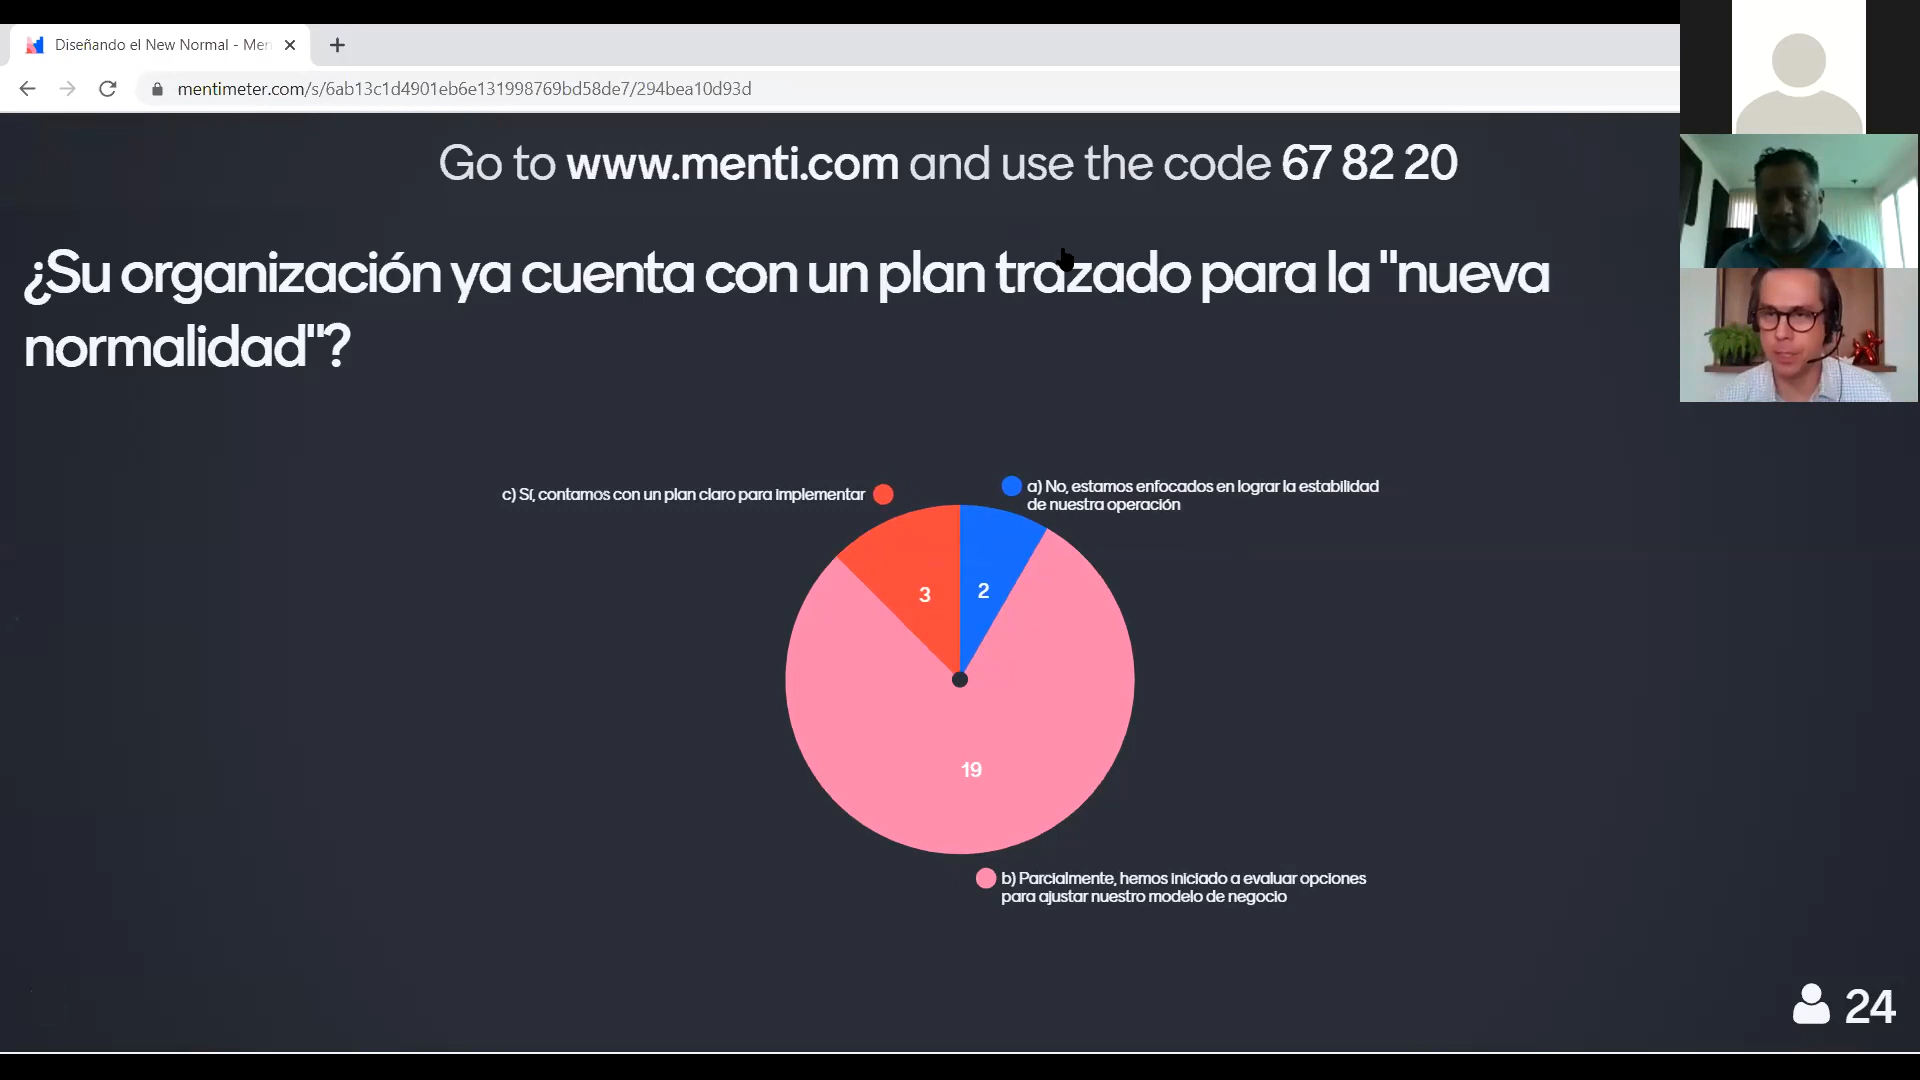 Diseñando el New Normal - Men
mentimeter.com/s/6ab13c1d4901eb6e131998769bd58de7/294bea10d93d
Go to www.menti.com and use the code 67 82 20
¿Su organización ya cuenta con un plan trazado para la "nueva
normalidad"?
c) Sí, contamos con un plan claro para implementar
a) No, estamos enfocados en lograr la estabilidad
de nuestra operación
3
2
19
b) Parcialmente, hemos iniciado a evaluar opciones
para ajustar nuestro modelo de negocio
24